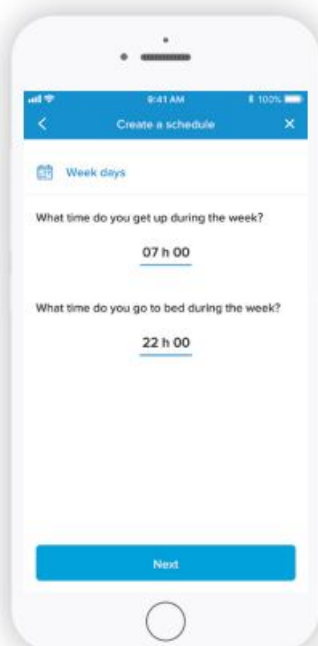 9:41 AM 100%
Create a schedule
Week days
What time do you get up during the week?
07 h 00
What time do you go to bed during the week?
22 h 00
Next